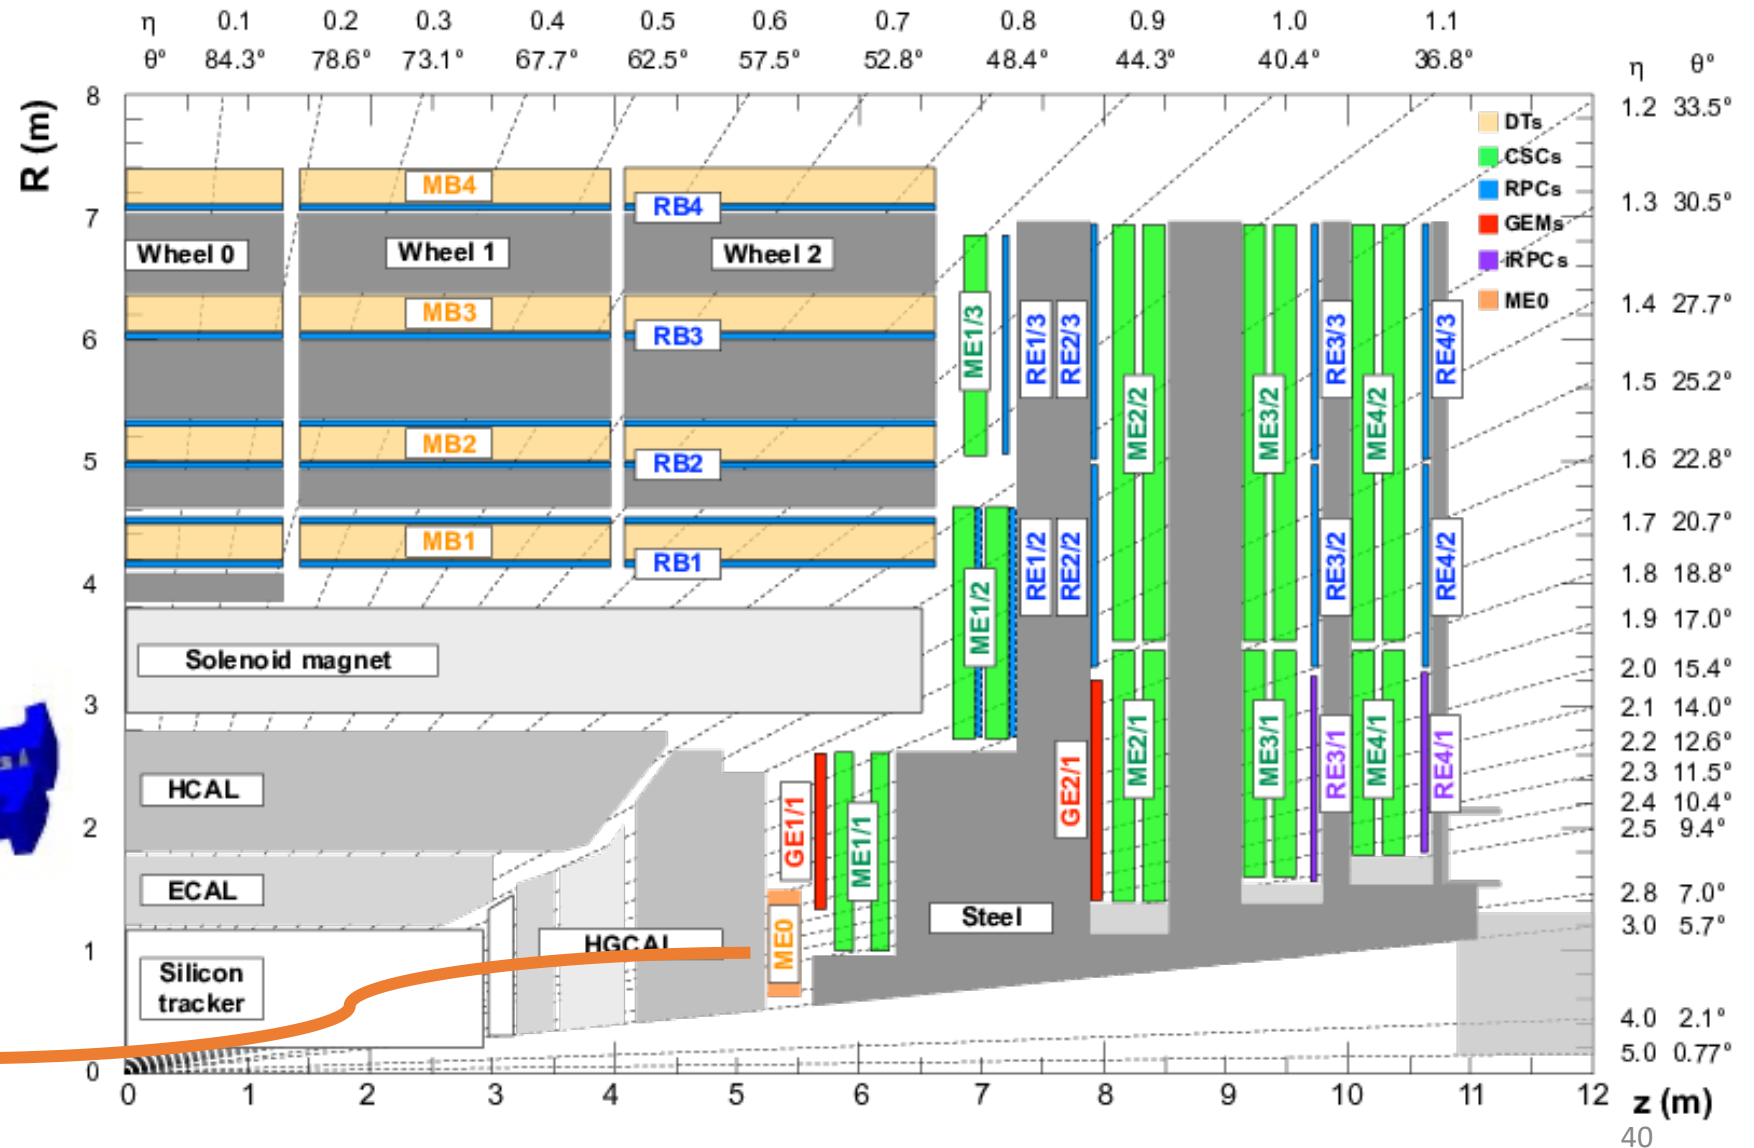 η 0.1 0.2 0.3 0.4 0.5 0.6 0.7 0.8 0.9 1.0 1.1
θ° 84.3° 78.6° 73.1° 67.7° 62.5° 57.5° 52.8° 48.4° 44.3° 40.4° 36.8°
η θ°
R (m)
8
7
6
5
4
3
2
1
0
1.2 33.5°
1.3 30.5°
1.4 27.7°
1.5 25.2°
1.6 22.8°
1.7 20.7°
1.8 18.8°
1.9 17.0°
2.0 15.4°
2.1 14.0°
2.2 12.6°
2.3 11.5°
2.4 10.4°
2.5 9.4°
2.8 7.0°
3.0 5.7°
4.0 2.1°
5.0 0.77°
DTs
CSCs
RPCs
GEMs
iRPCs
ME0
MB4
RB4
Wheel 0
Wheel 1
Wheel 2
MB3
RB3
MB2
RB2
MB1
RB1
ME1/3
RE1/3
RE2/3
ME2/2
ME3/2
RE3/3
ME4/2
RE4/3
ME1/2
RE1/2
RE2/2
RE3/2
RE4/2
Solenoid magnet
HCAL
ECAL
Silicon
tracker
HGCAL
GE1/1
ME1/1
ME0
GE2/1
ME2/1
ME3/1
RE3/1
ME4/1
RE4/1
Steel
0 1 2 3 4 5 6 7 8 9 10 11 12
z (m)
40